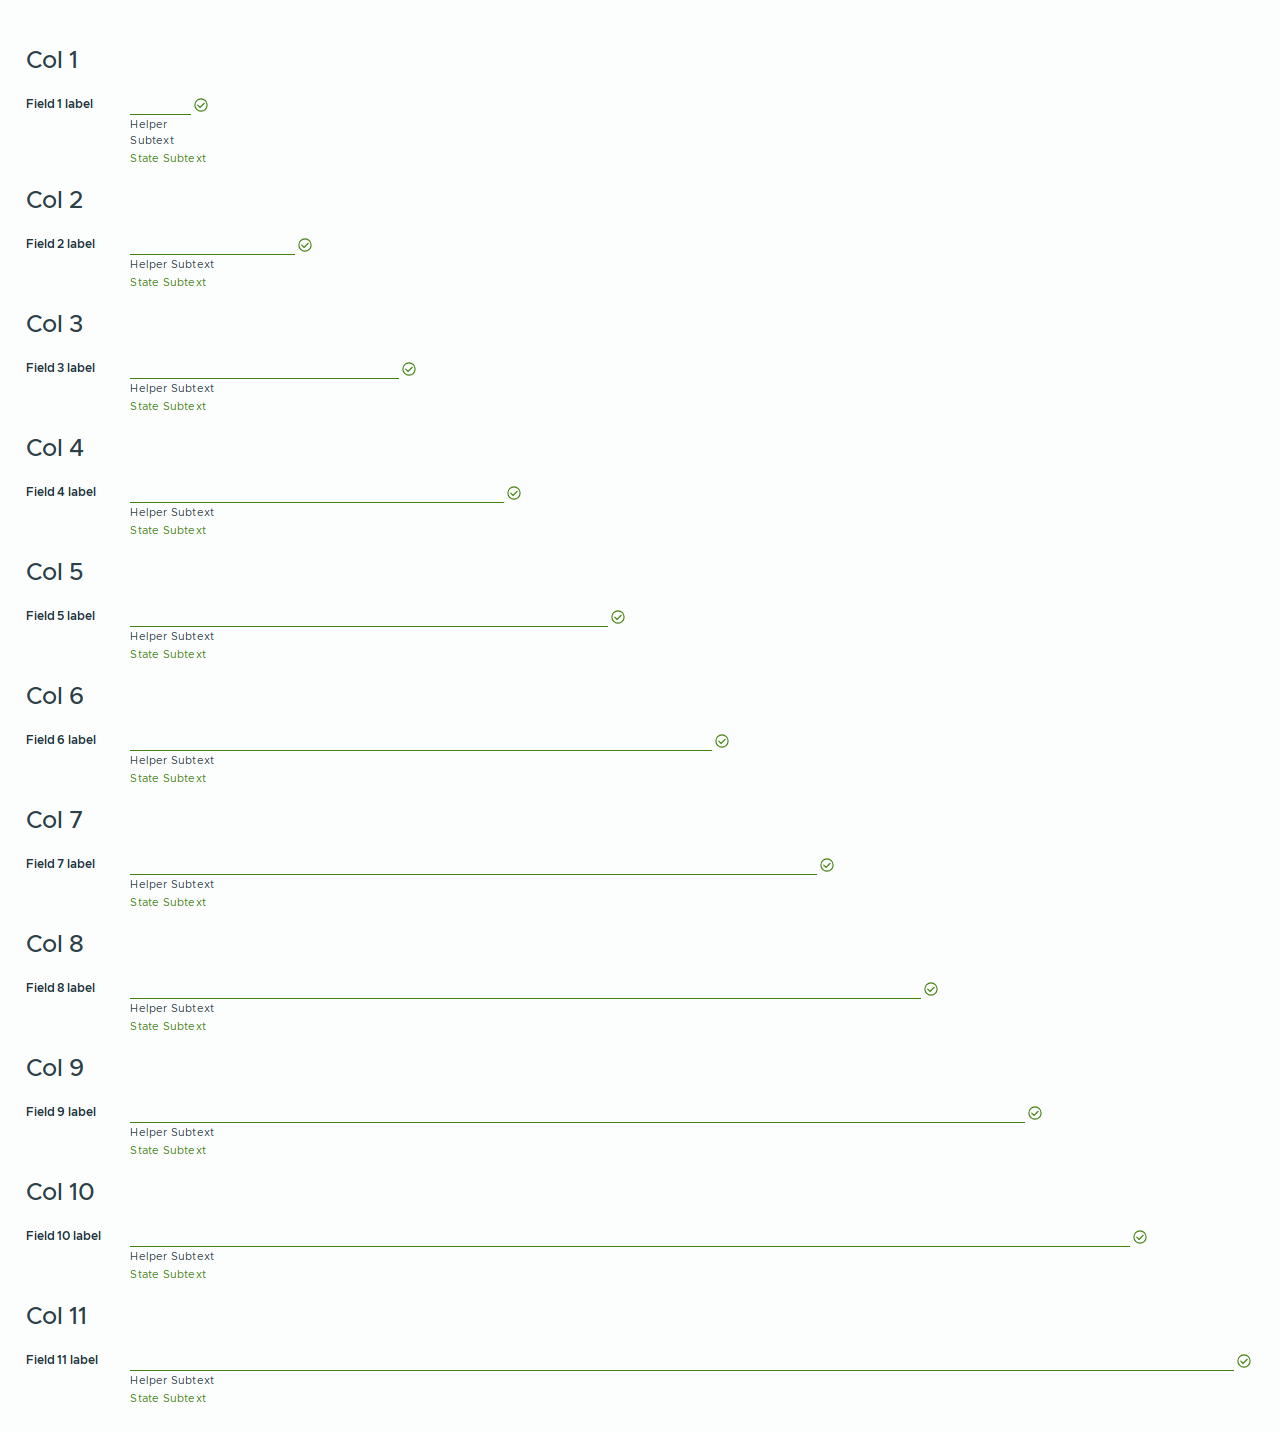 Col 1
Field 1 label
Helper
Subtext
State Subtext
Col 2
Field 2 label
Helper Subtext
State Subtext
Col 3
Field 3 label
Helper Subtext
State Subtext
Col 4
Field 4 label
Helper Subtext
State Subtext
Col 5
Field 5 label
Helper Subtext
State Subtext
Col 6
Field 6 label
Helper Subtext
State Subtext
Col 7
Field 7 label
Helper Subtext
State Subtext
Col 8
Field 8 label
Helper Subtext
State Subtext
Col 9
Field 9 label
Helper Subtext
State Subtext
Col 10
Field 10 label
Helper Subtext
State Subtext
Col 11
Field 11 label
Helper Subtext
State Subtext